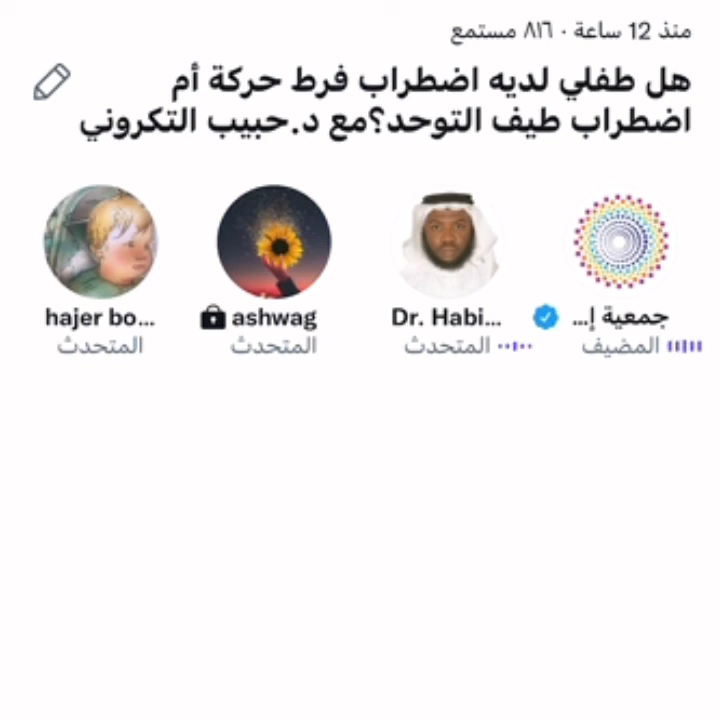 منذ 12 ساعة · ٨١٦ مستمع
هل طفلي لديه اضطراب فرط حركة أم
اضطراب طيف التوحد؟مع د.حبيب التكروني
جمعية إ...
المضيف
Dr. Habi...
المتحدث
ashwag
المتحدث
hajer bo...
المتحدث